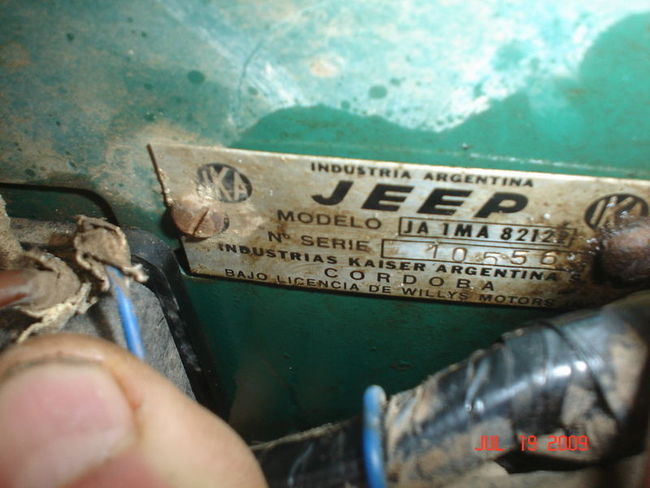 INDUSTRIA ARGENTINA
IKA JEEP IKA
MODELO JA 1MA 8212
Nº SERIE 10656
INDUSTRIAS KAISER ARGENTINA
CORDOBA
BAJO LICENCIA DE WILLYS MOTORS
JUL 19 2009